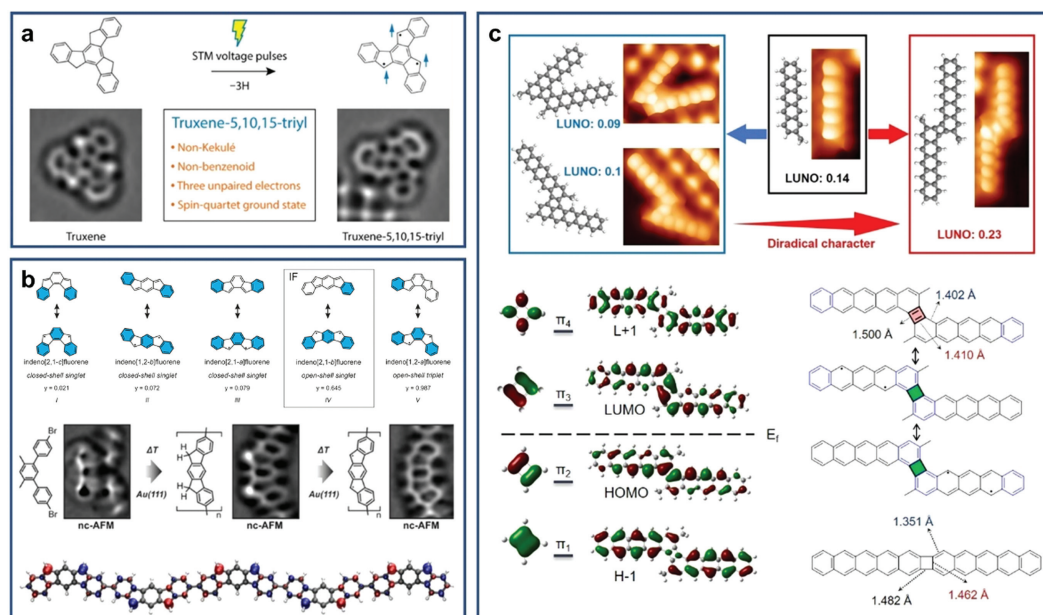 a
STM voltage pulses
−3H
Truxene-5,10,15-triyl
• Non-Kekulé
• Non-benzenoid
• Three unpaired electrons
• Spin-quartet ground state
Truxene
Truxene-5,10,15-triyl
b
IF
indeno[2,1-c]fluorene
indeno[1,2-b]fluorene
indeno[2,1-a]fluorene
indeno[2,1-b]fluorene
indeno[1,2-a]fluorene
closed-shell singlet
closed-shell singlet
closed-shell singlet
open-shell singlet
open-shell triplet
γ = 0.021
γ = 0.072
γ = 0.079
γ = 0.645
γ = 0.987
I
II
III
IV
V
Br
Br
nc-AFM
ΔT
Au(111)
H
H
H
H
n
nc-AFM
ΔT
Au(111)
n
nc-AFM
c
LUNO: 0.09
LUNO: 0.1
LUNO: 0.14
LUNO: 0.23
Diradical character
π4
L+1
π3
LUMO
Ef
π2
HOMO
π1
H-1
1.402 Å
1.500 Å
1.410 Å
1.351 Å
1.482 Å
1.462 Å